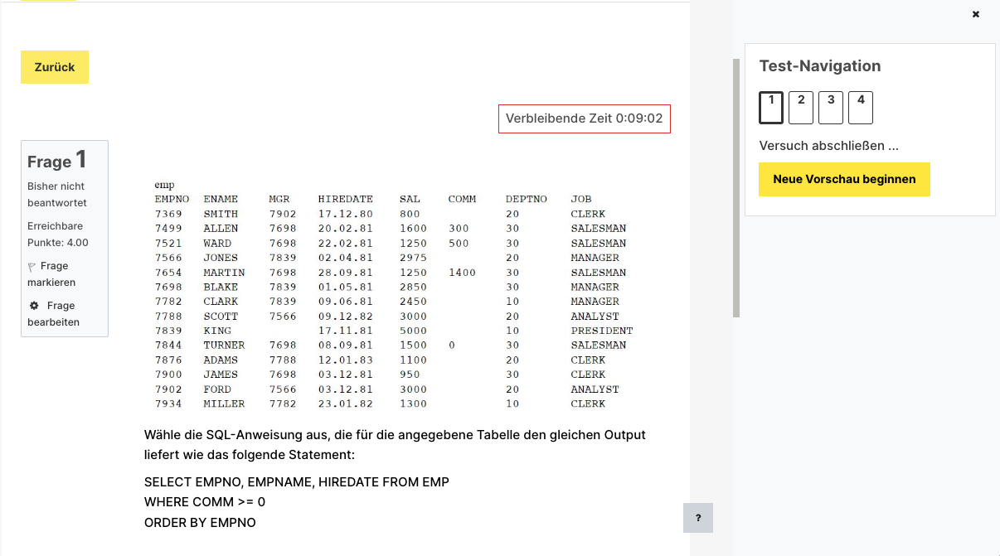 Zurück
Verbleibende Zeit 0:09:02
Frage 1
Bisher nicht
beantwortet
Erreichbare
Punkte: 4.00
Frage
markieren
Frage
bearbeiten
emp
EMPNO ENAME MGR HIREDATE SAL COMM DEPTNO JOB
7369 SMITH 7902 17.12.80 800 20 CLERK
7499 ALLEN 7698 20.02.81 1600 300 30 SALESMAN
7521 WARD 7698 22.02.81 1250 500 30 SALESMAN
7566 JONES 7839 02.04.81 2975 20 MANAGER
7654 MARTIN 7698 28.09.81 1250 1400 30 SALESMAN
7698 BLAKE 7839 01.05.81 2850 30 MANAGER
7782 CLARK 7839 09.06.81 2450 10 MANAGER
7788 SCOTT 7566 09.12.82 3000 20 ANALYST
7839 KING 17.11.81 5000 10 PRESIDENT
7844 TURNER 7698 08.09.81 1500 0 30 SALESMAN
7876 ADAMS 7788 12.01.83 1100 20 CLERK
7900 JAMES 7698 03.12.81 950 30 CLERK
7902 FORD 7566 03.12.81 3000 20 ANALYST
7934 MILLER 7782 23.01.82 1300 10 CLERK
Wähle die SQL-Anweisung aus, die für die angegebene Tabelle den gleichen Output
liefert wie das folgende Statement:
SELECT EMPNO, EMPNAME, HIREDATE FROM EMP
WHERE COMM >= 0
ORDER BY EMPNO
?
Test-Navigation
1 2 3 4
Versuch abschließen ...
Neue Vorschau beginnen